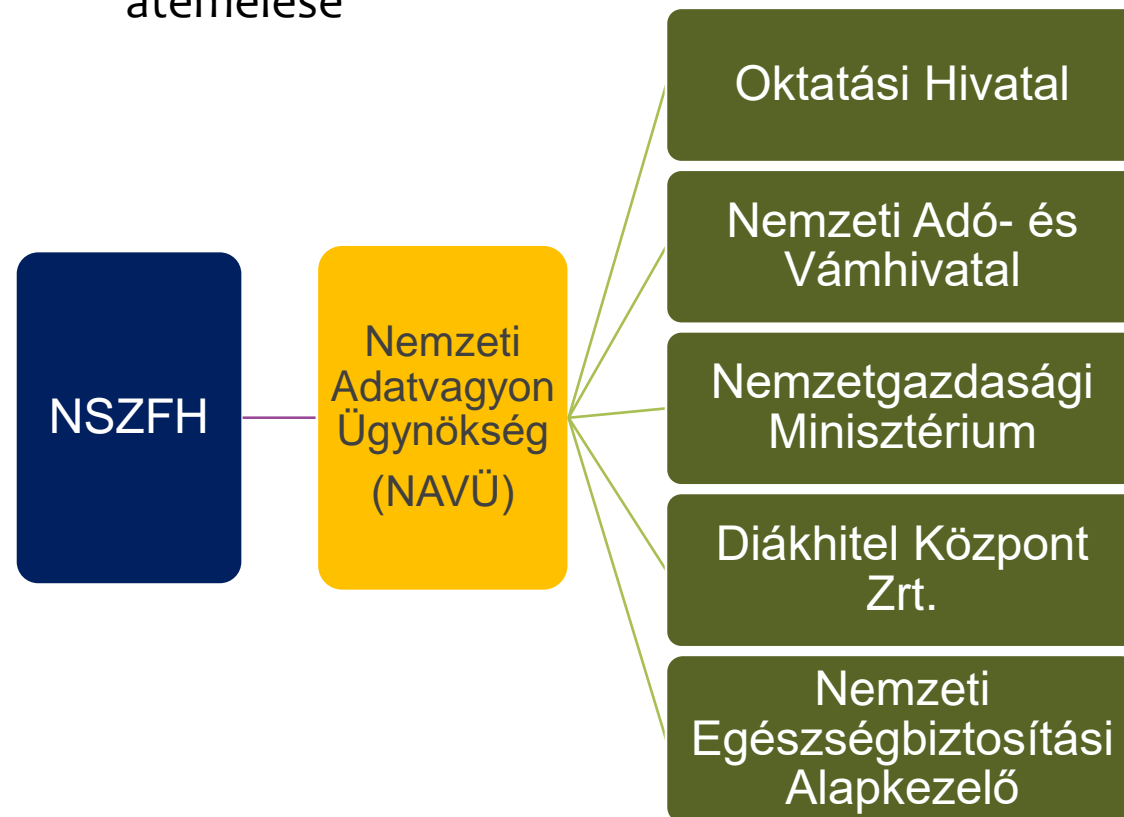 átemelése
Oktatási Hivatal
Nemzeti Adó- és
Vámhivatal
NSZFH
Nemzeti
Adatvagyon
Ügynökség
(NAVÜ)
Nemzetgazdasági
Minisztérium
Diákhitel Központ
Zrt.
Nemzeti
Egészségbiztosítási
Alapkezelő